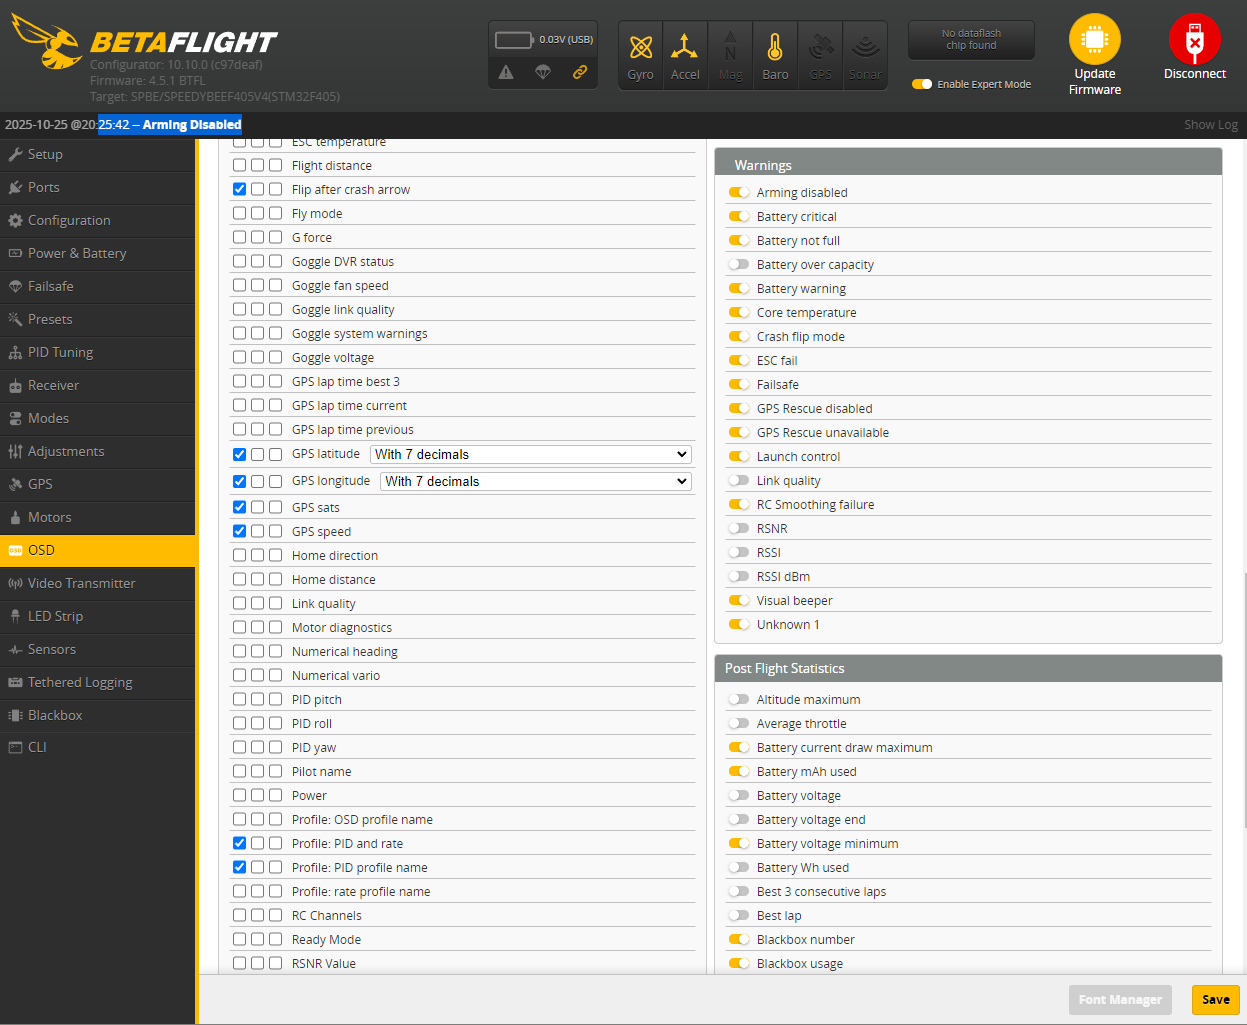 BETAFLIGHT
Configurator: 10.10.0 (c97deaf)
Firmware: 4.5.1 BTFL
Target: SPBE/SPEEDYBEEF405V4(STM32F405)
0.03V (USB)
Gyro
Accel
Mag
Baro
GPS
Sonar
No dataflash
chip found
Enable Expert Mode
Update
Firmware
Disconnect
2025-10-25 @20:25:42 – Arming Disabled
Show Log
Setup
Ports
Configuration
Power & Battery
Failsafe
Presets
PID Tuning
Receiver
Modes
Adjustments
GPS
Motors
OSD
Video Transmitter
LED Strip
Sensors
Tethered Logging
Blackbox
CLI
ESC temperature
Flight distance
Flip after crash arrow
Fly mode
G force
Goggle DVR status
Goggle fan speed
Goggle link quality
Goggle system warnings
Goggle voltage
GPS lap time best 3
GPS lap time current
GPS lap time previous
GPS latitude With 7 decimals
GPS longitude With 7 decimals
GPS sats
GPS speed
Home direction
Home distance
Link quality
Motor diagnostics
Numerical heading
Numerical vario
PID pitch
PID roll
PID yaw
Pilot name
Power
Profile: OSD profile name
Profile: PID and rate
Profile: PID profile name
Profile: rate profile name
RC Channels
Ready Mode
RSNR Value
Warnings
Arming disabled
Battery critical
Battery not full
Battery over capacity
Battery warning
Core temperature
Crash flip mode
ESC fail
Failsafe
GPS Rescue disabled
GPS Rescue unavailable
Launch control
Link quality
RC Smoothing failure
RSNR
RSSI
RSSI dBm
Visual beeper
Unknown 1
Post Flight Statistics
Altitude maximum
Average throttle
Battery current draw maximum
Battery mAh used
Battery voltage
Battery voltage end
Battery voltage minimum
Battery Wh used
Best 3 consecutive laps
Best lap
Blackbox number
Blackbox usage
Font Manager
Save